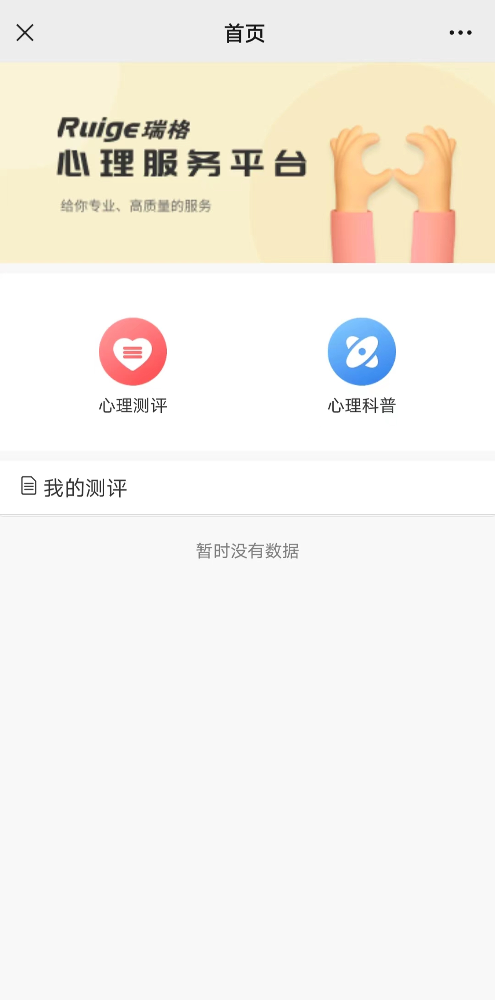 首页
Ruige瑞格
心理服务平台
给你专业、高质量的服务
心理测评
心理科普
我的测评
暂时没有数据